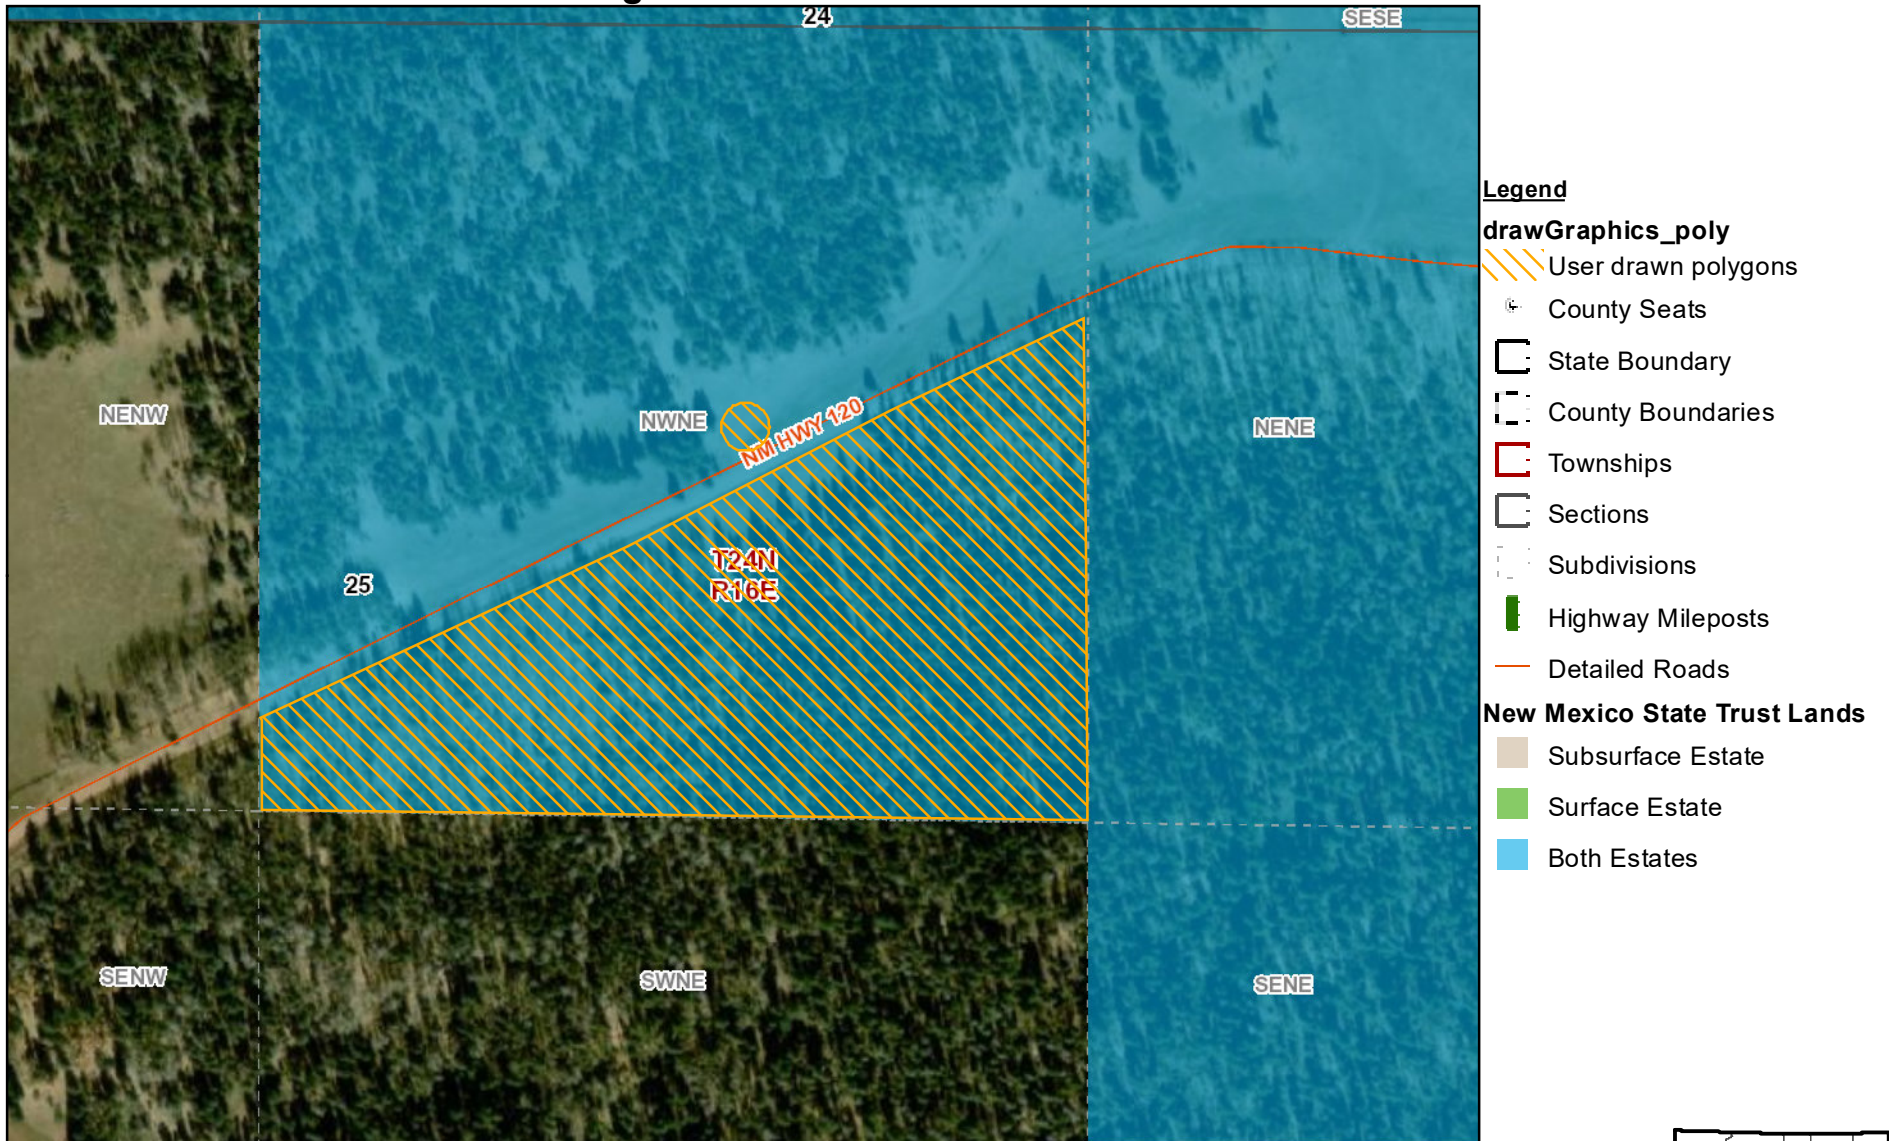 24
SESE
NENW
NWNE
NM HWY 120
NENE
T24N
R16E
25
SENW
SWNE
SENE
Legend
drawGraphics_poly
User drawn polygons
County Seats
State Boundary
County Boundaries
Townships
Sections
Subdivisions
Highway Mileposts
Detailed Roads
New Mexico State Trust Lands
Subsurface Estate
Surface Estate
Both Estates